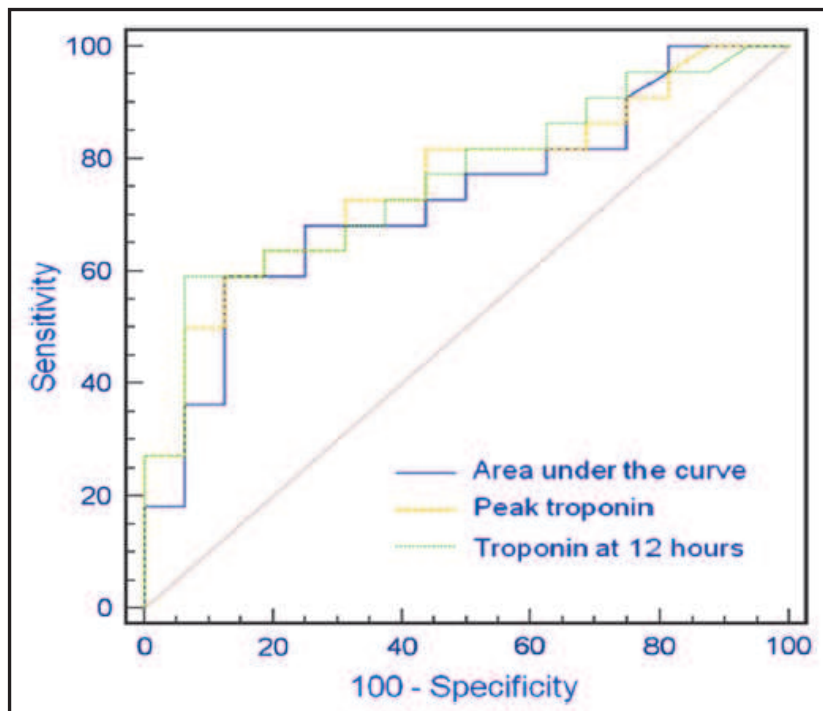 100
80
60
40
20
0
Sensitivity
Area under the curve
Peak troponin
Troponin at 12 hours
0 20 40 60 80 100
100 - Specificity